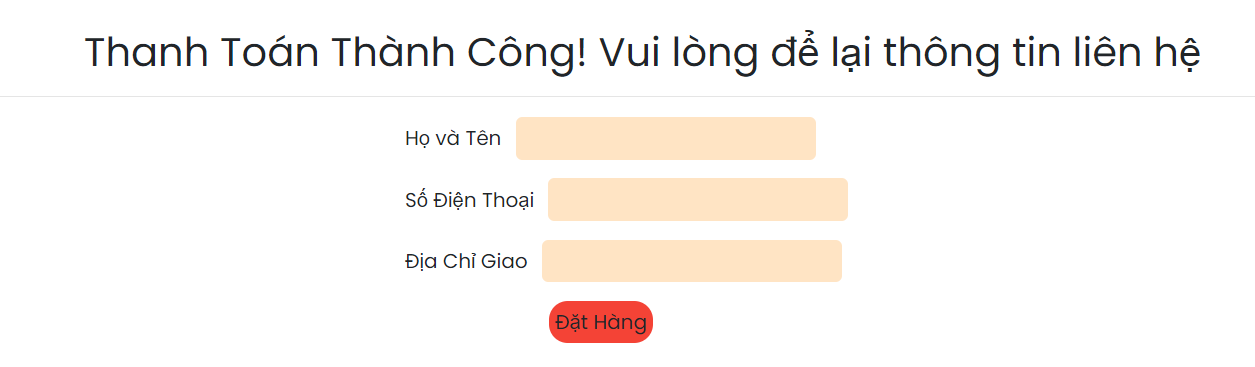 Thanh Toán Thành Công! Vui lòng để lại thông tin liên hệ
Họ và Tên
Số Điện Thoại
Địa Chỉ Giao
Đặt Hàng